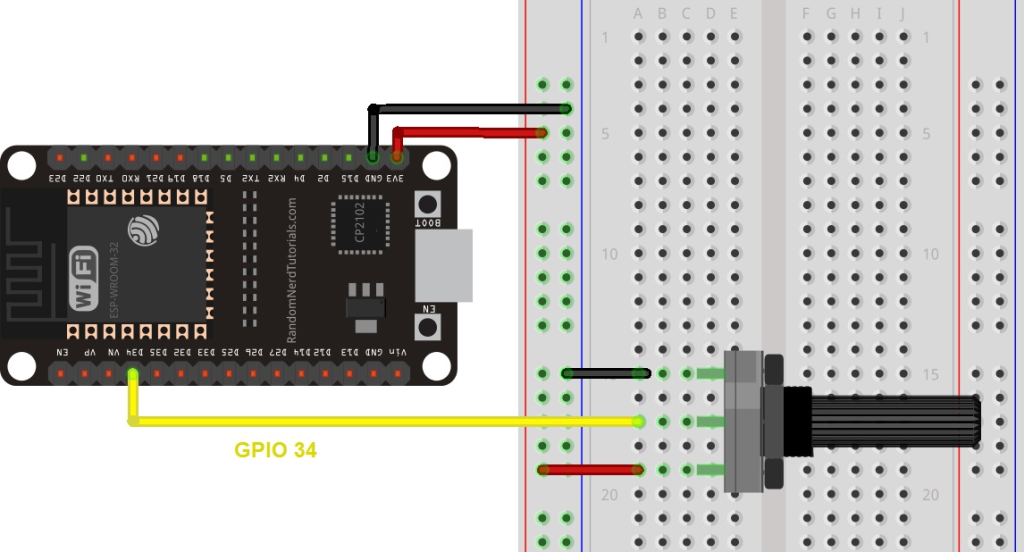 A B C D E F G H I J
1 1
5 5
D23 D22 TX0 RX0 D21 D19 D18 D5 TX2 RX2 D4 D2 D15 GND 3V3
BOOT
CP2102
WiFi
ESP-WROOM-32
RandomNerdTutorials.com
10 10
EN
EN VP VN D34 D35 D32 D33 D25 D26 D27 D14 D12 D13 GND Vin
15 15
GPIO 34
20 20